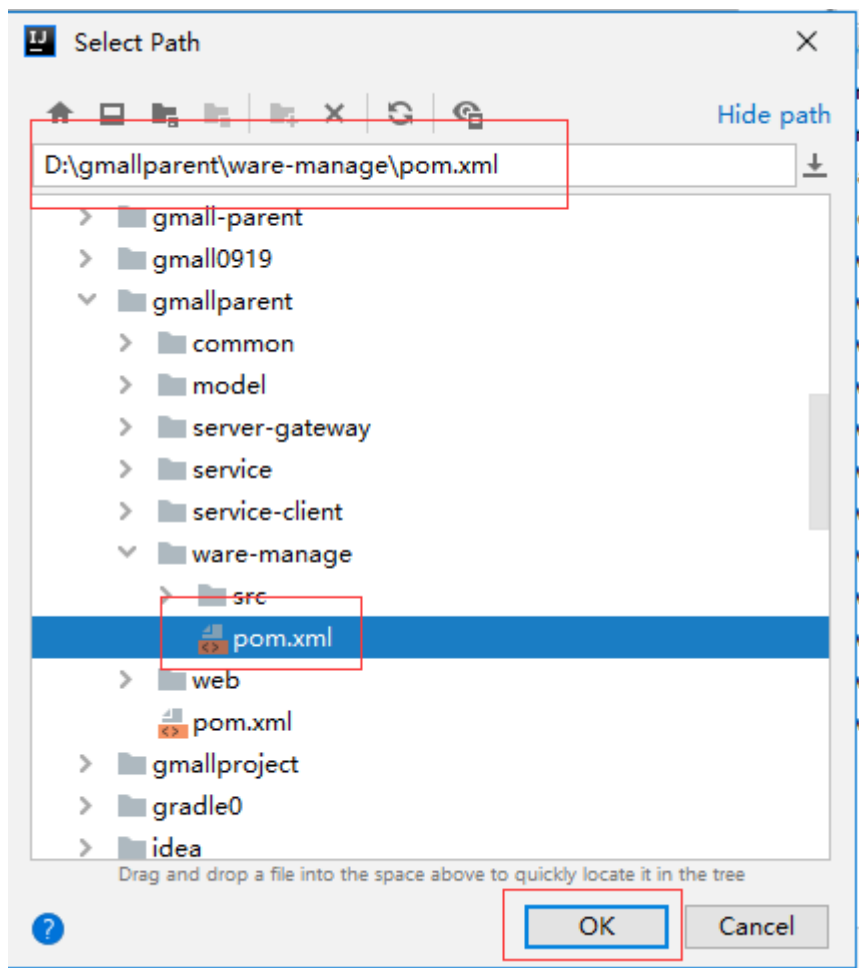 IJ Select Path
Hide path
D:\gmallparent\ware-manage\pom.xml
gmall-parent
gmall0919
gmallparent
common
model
server-gateway
service
service-client
ware-manage
src
pom.xml
web
pom.xml
gmallproject
gradle0
idea
Drag and drop a file into the space above to quickly locate it in the tree
? OK Cancel